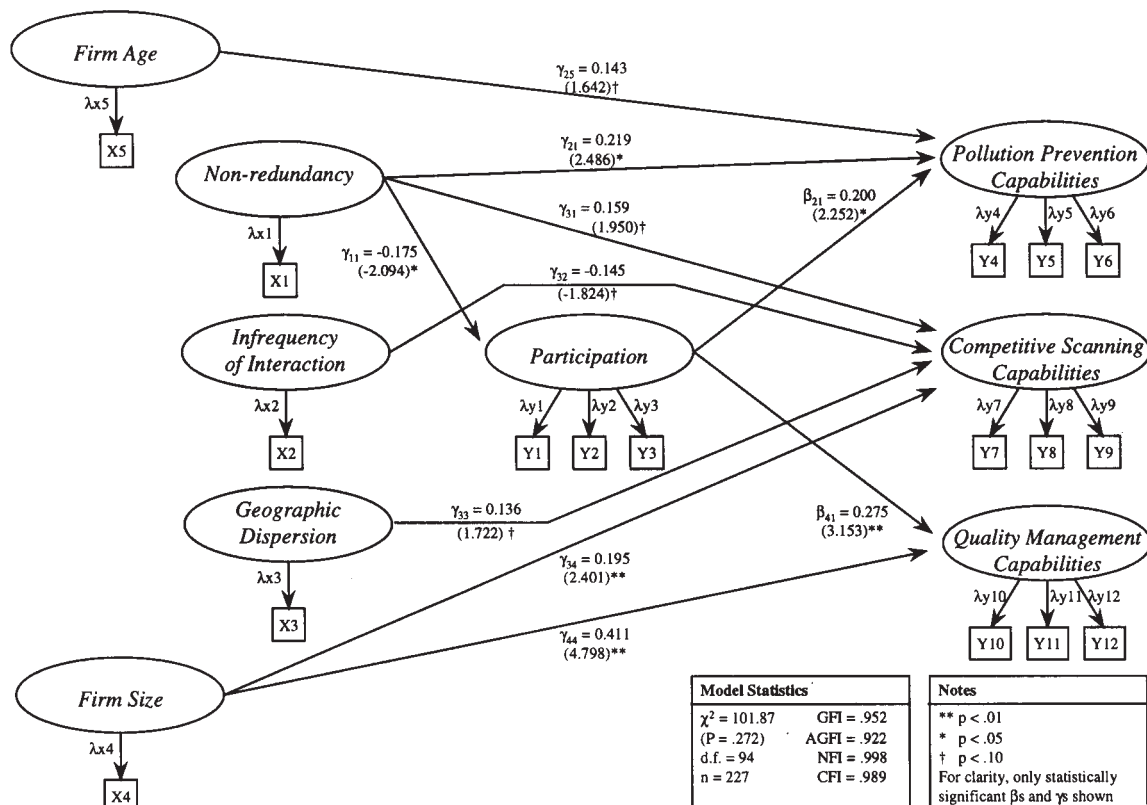 Firm Age
λx5
X5
γ25 = 0.143
(1.642)†
Non-redundancy
λx1
X1
γ21 = 0.219
(2.486)*
Pollution Prevention
Capabilities
λy4
λy5
λy6
Y4
Y5
Y6
γ31 = 0.159
(1.950)†
β21 = 0.200
(2.252)*
γ11 = -0.175
(-2.094)*
γ32 = -0.145
(-1.824)†
Infrequency
of Interaction
λx2
X2
Participation
λy1
λy2
λy3
Y1
Y2
Y3
Competitive Scanning
Capabilities
λy7
λy8
λy9
Y7
Y8
Y9
Geographic
Dispersion
λx3
X3
γ33 = 0.136
(1.722) †
β41 = 0.275
(3.153)**
γ34 = 0.195
(2.401)**
Quality Management
Capabilities
λy10
λy11
λy12
Y10
Y11
Y12
γ44 = 0.411
(4.798)**
Firm Size
λx4
X4
Model Statistics
χ² = 101.87 GFI = .952
(P = .272) AGFI = .922
d.f. = 94 NFI = .998
n = 227 CFI = .989
Notes
** p < .01
* p < .05
† p < .10
For clarity, only statistically
significant βs and γs shown